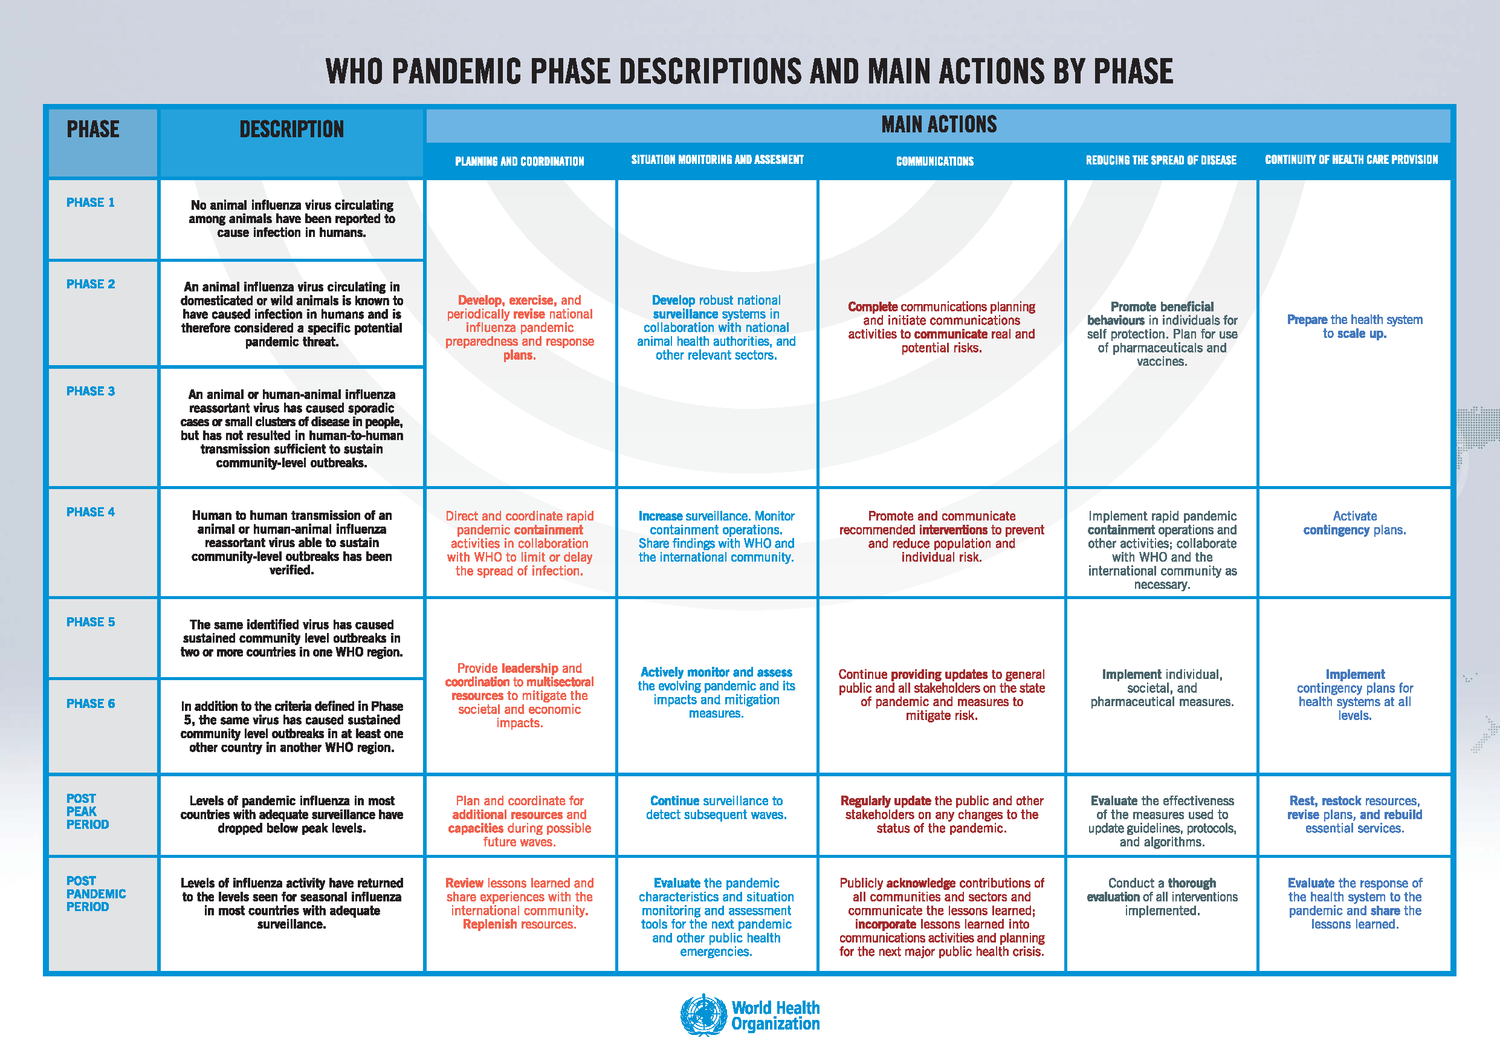 WHO PANDEMIC PHASE DESCRIPTIONS AND MAIN ACTIONS BY PHASE
PHASE
DESCRIPTION
MAIN ACTIONS
PLANNING AND COORDINATION
SITUATION MONITORING AND ASSESMENT
COMMUNICATIONS
REDUCING THE SPREAD OF DISEASE
CONTINUITY OF HEALTH CARE PROVISION
PHASE 1
No animal influenza virus circulating
among animals have been reported to
cause infection in humans.
PHASE 2
An animal influenza virus circulating in
domesticated or wild animals is known to
have caused infection in humans and is
therefore considered a specific potential
pandemic threat.
PHASE 3
An animal or human-animal influenza
reassortant virus has caused sporadic
cases or small clusters of disease in people,
but has not resulted in human-to-human
transmission sufficient to sustain
community-level outbreaks.
Develop, exercise, and
periodically revise national
influenza pandemic
preparedness and response
plans.
Develop robust national
surveillance systems in
collaboration with national
animal health authorities, and
other relevant sectors.
Complete communications planning
and initiate communications
activities to communicate real and
potential risks.
Promote beneficial
behaviours in individuals for
self protection. Plan for use
of pharmaceuticals and
vaccines.
Prepare the health system
to scale up.
PHASE 4
Human to human transmission of an
animal or human-animal influenza
reassortant virus able to sustain
community-level outbreaks has been
verified.
Direct and coordinate rapid
pandemic containment
activities in collaboration
with WHO to limit or delay
the spread of infection.
Increase surveillance. Monitor
containment operations.
Share findings with WHO and
the international community.
Promote and communicate
recommended interventions to prevent
and reduce population and
individual risk.
Implement rapid pandemic
containment operations and
other activities; collaborate
with WHO and the
international community as
necessary.
Activate
contingency plans.
PHASE 5
The same identified virus has caused
sustained community level outbreaks in
two or more countries in one WHO region.
PHASE 6
In addition to the criteria defined in Phase
5, the same virus has caused sustained
community level outbreaks in at least one
other country in another WHO region.
Provide leadership and
coordination to multisectoral
resources to mitigate the
societal and economic
impacts.
Actively monitor and assess
the evolving pandemic and its
impacts and mitigation
measures.
Continue providing updates to general
public and all stakeholders on the state
of pandemic and measures to
mitigate risk.
Implement individual,
societal, and
pharmaceutical measures.
Implement
contingency plans for
health systems at all
levels.
POST
PEAK
PERIOD
Levels of pandemic influenza in most
countries with adequate surveillance have
dropped below peak levels.
Plan and coordinate for
additional resources and
capacities during possible
future waves.
Continue surveillance to
detect subsequent waves.
Regularly update the public and other
stakeholders on any changes to the
status of the pandemic.
Evaluate the effectiveness
of the measures used to
update guidelines, protocols,
and algorithms.
Rest, restock resources,
revise plans, and rebuild
essential services.
POST
PANDEMIC
PERIOD
Levels of influenza activity have returned
to the levels seen for seasonal influenza
in most countries with adequate
surveillance.
Review lessons learned and
share experiences with the
international community.
Replenish resources.
Evaluate the pandemic
characteristics and situation
monitoring and assessment
tools for the next pandemic
and other public health
emergencies.
Publicly acknowledge contributions of
all communities and sectors and
communicate the lessons learned;
incorporate lessons learned into
communications activities and planning
for the next major public health crisis.
Conduct a thorough
evaluation of all interventions
implemented.
Evaluate the response of
the health system to the
pandemic and share the
lessons learned.
World Health
Organization